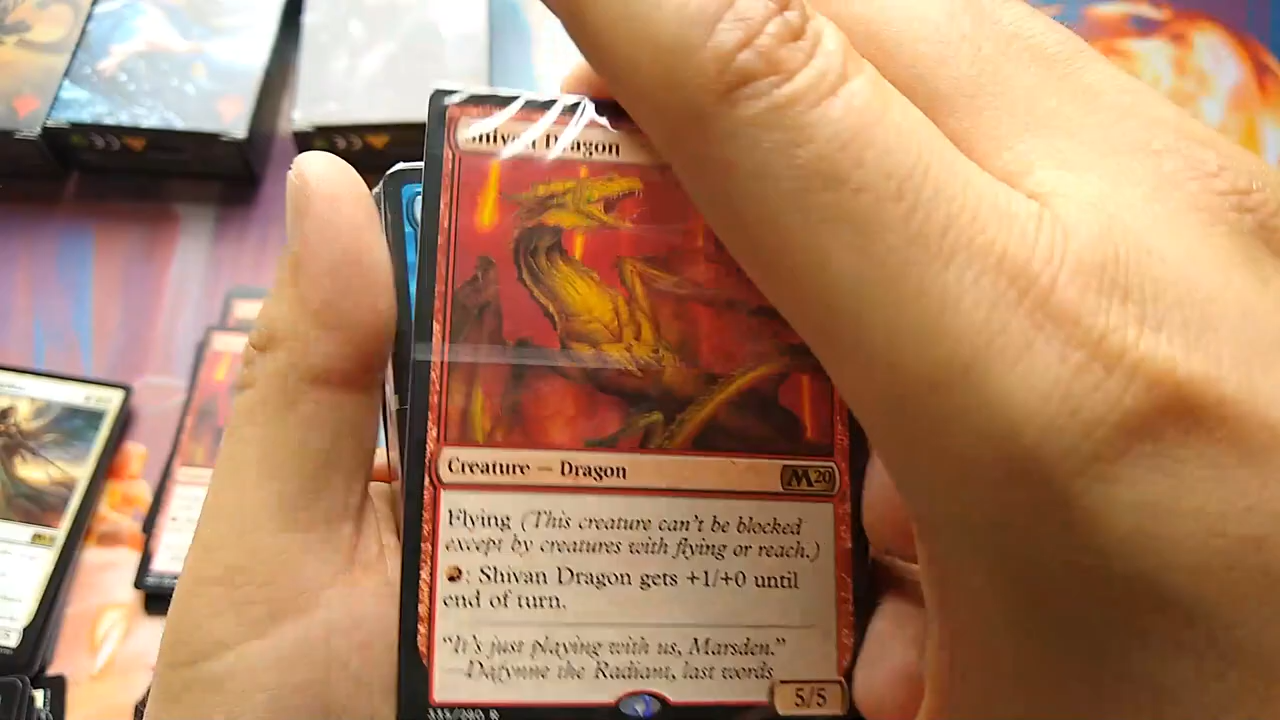 Shivan Dragon
Creature — Dragon
M20
Flying (This creature can't be blocked
except by creatures with flying or reach.)
: Shivan Dragon gets +1/+0 until
end of turn.
"It's just playing with us, Marsden."
—Dafynne the Radiant, last words
5/5